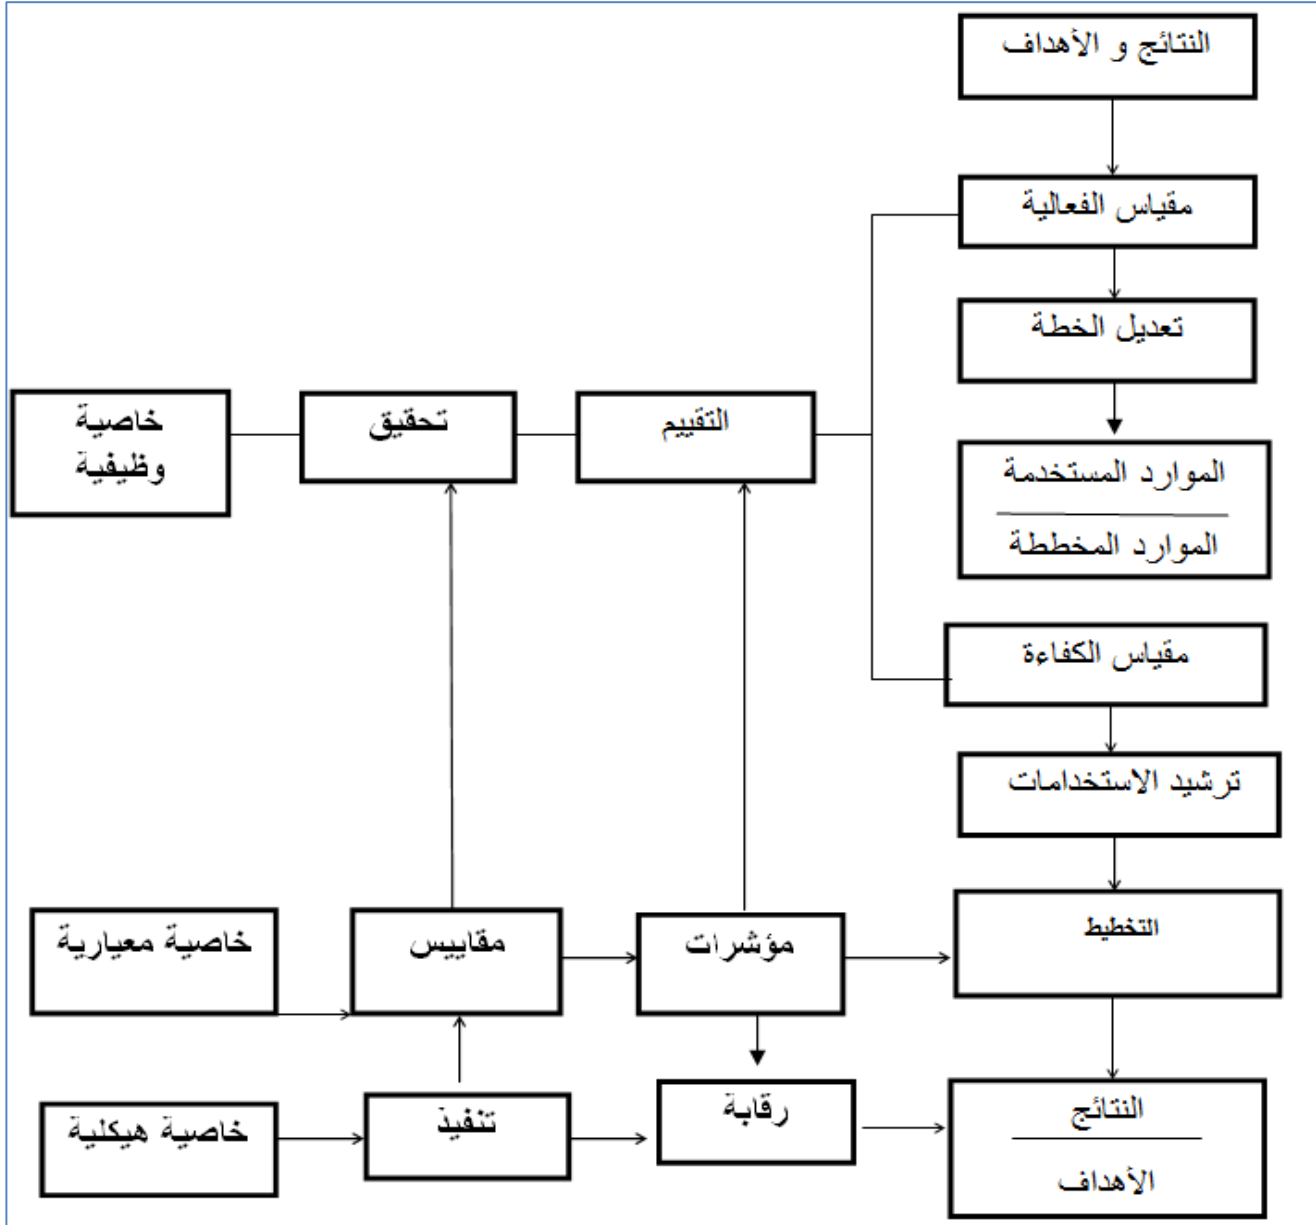 النتائج و الأهداف
مقياس الفعالية
تعديل الخطة
خاصية
وظيفية
تحقيق
التقييم
الموارد المستخدمة
الموارد المخططة
مقياس الكفاءة
ترشيد الاستخدامات
التخطيط
مؤشرات
مقاييس
خاصية معيارية
النتائج
الأهداف
رقابة
تنفيذ
خاصية هيكلية